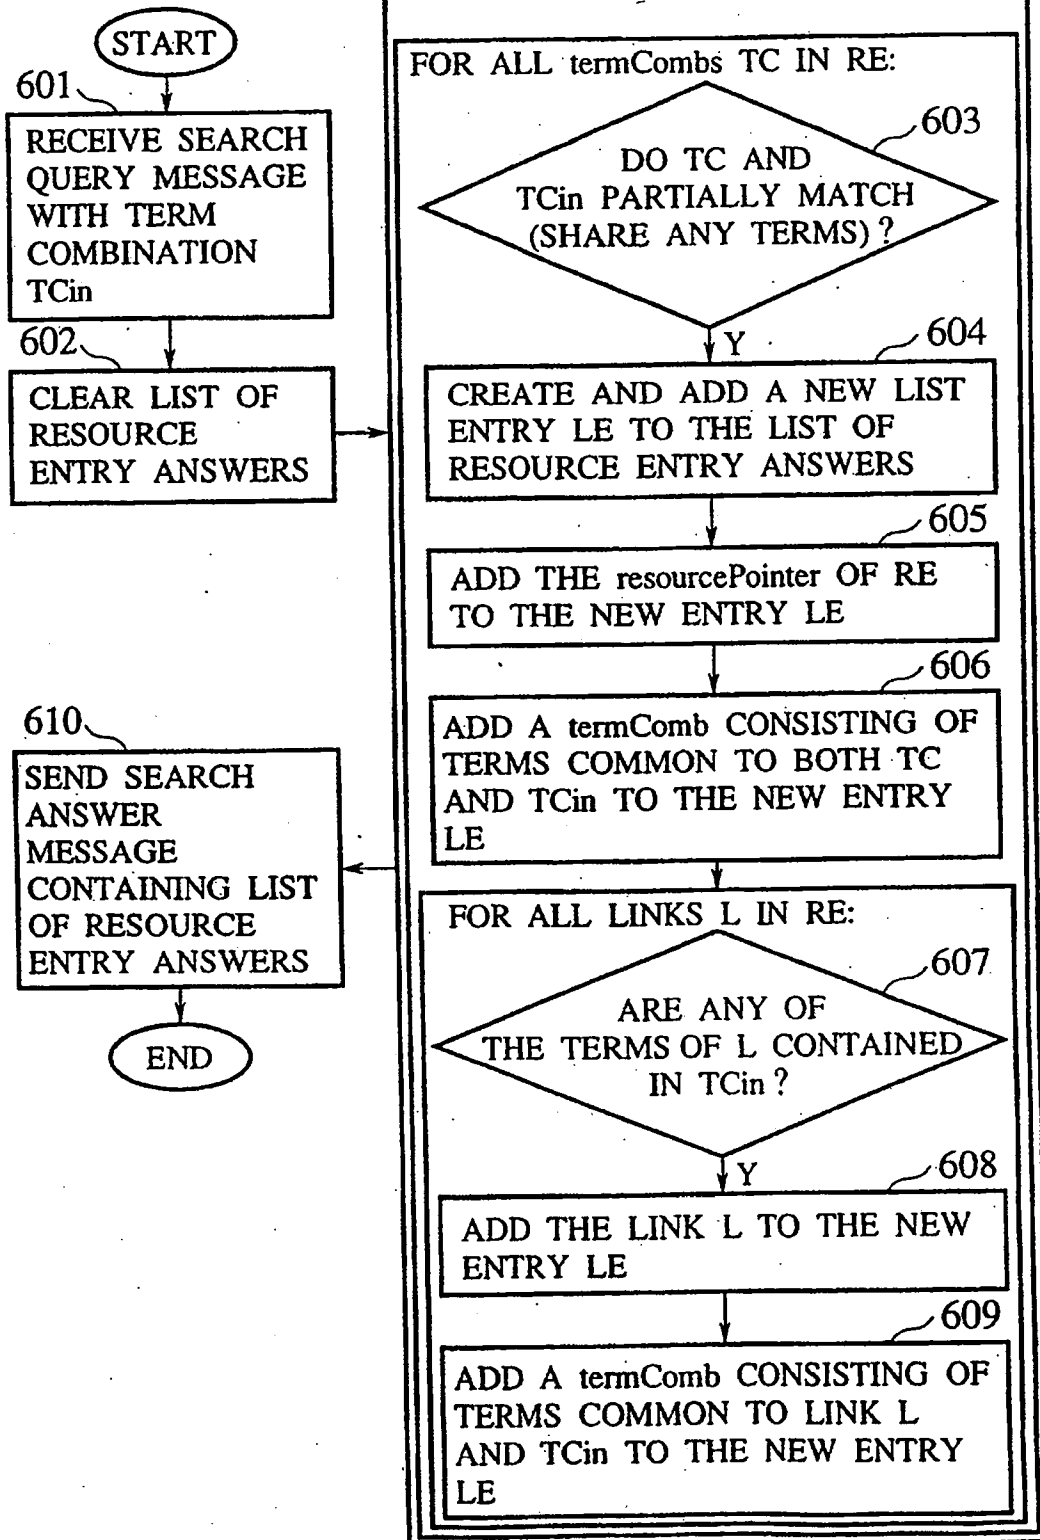 START
601
RECEIVE SEARCH
QUERY MESSAGE
WITH TERM
COMBINATION
TCin
602
CLEAR LIST OF
RESOURCE
ENTRY ANSWERS
FOR ALL termCombs TC IN RE:
603
DO TC AND
TCin PARTIALLY MATCH
(SHARE ANY TERMS) ?
Y
604
CREATE AND ADD A NEW LIST
ENTRY LE TO THE LIST OF
RESOURCE ENTRY ANSWERS
605
ADD THE resourcePointer OF RE
TO THE NEW ENTRY LE
606
ADD A termComb CONSISTING OF
TERMS COMMON TO BOTH TC
AND TCin TO THE NEW ENTRY
LE
FOR ALL LINKS L IN RE:
607
ARE ANY OF
THE TERMS OF L CONTAINED
IN TCin ?
Y
608
ADD THE LINK L TO THE NEW
ENTRY LE
609
ADD A termComb CONSISTING OF
TERMS COMMON TO LINK L
AND TCin TO THE NEW ENTRY
LE
610
SEND SEARCH
ANSWER
MESSAGE
CONTAINING LIST
OF RESOURCE
ENTRY ANSWERS
END